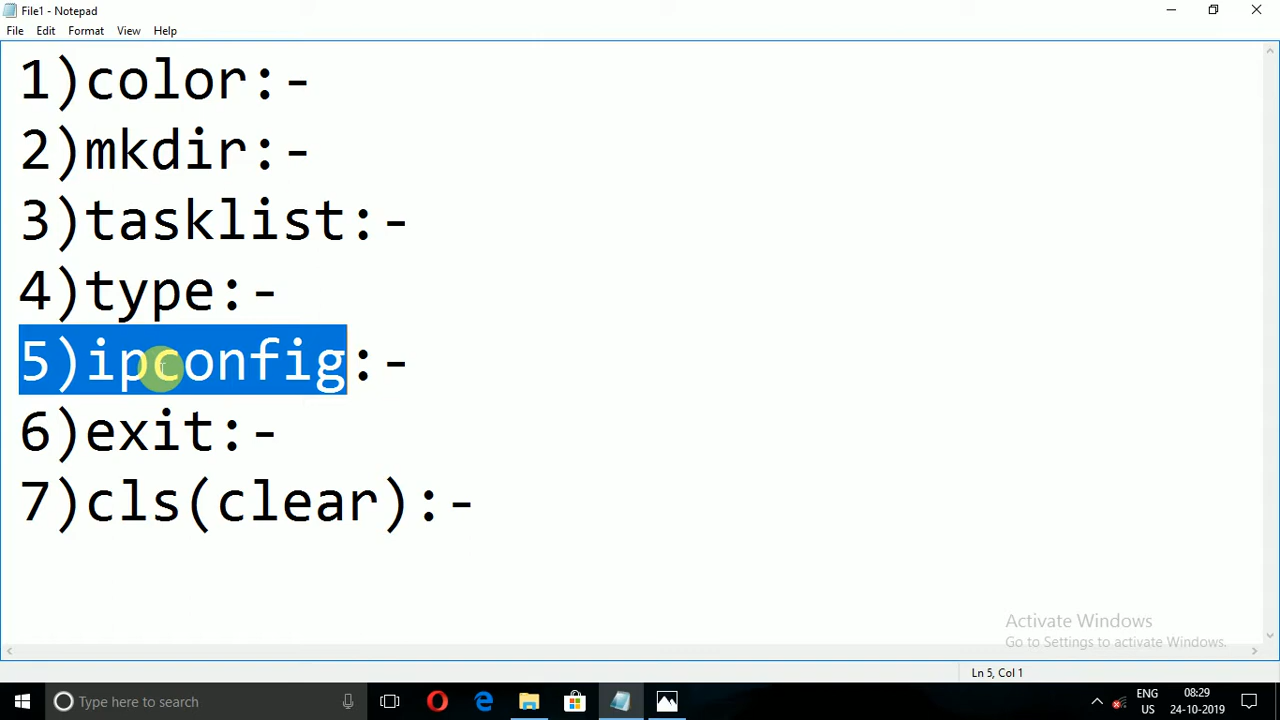 File1 - Notepad
File Edit Format View Help
1)color:-
2)mkdir:-
3)tasklist:-
4)type:-
5)ipconfig:-
6)exit:-
7)cls(clear):-
Activate Windows
Go to Settings to activate Windows.
Ln 5, Col 1
Type here to search
ENG 08:29
US 24-10-2019